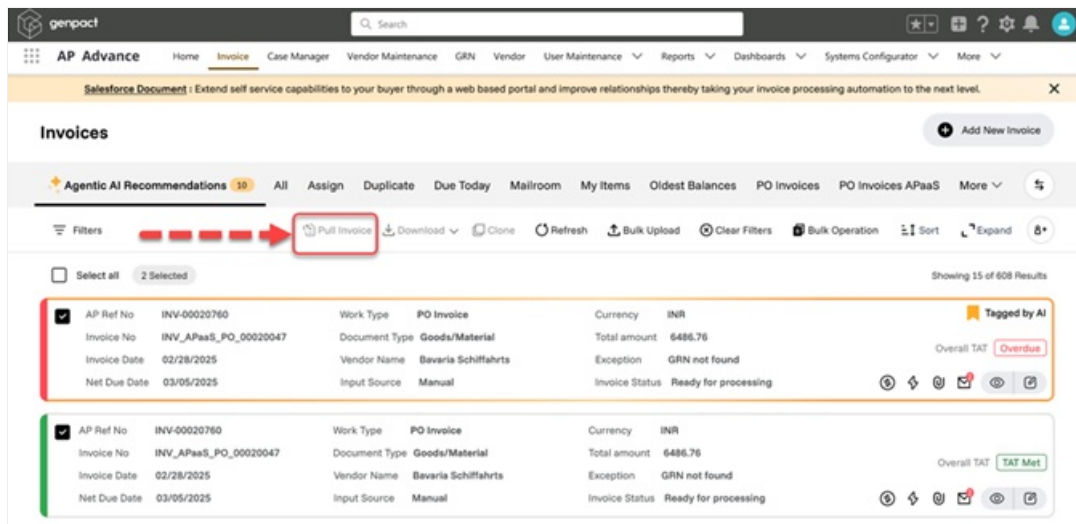 genpact
Search
AP Advance Home Invoice Case Manager Vendor Maintenance GRN Vendor User Maintenance Reports Dashboards Systems Configurator More
Salesforce Document : Extend self service capabilities to your buyer through a web based portal and improve relationships thereby taking your invoice processing automation to the next level.
Invoices
Add New Invoice
Agentic AI Recommendations 10 All Assign Duplicate Due Today Mailroom My Items Oldest Balances PO Invoices PO Invoices APaaS More
Filters Pull Invoice Download Clone Refresh Bulk Upload Clear Filters Bulk Operation Sort Expand
Select all 2 Selected Showing 15 of 608 Results
AP Ref No INV-00020760 Work Type PO Invoice Currency INR Tagged by AI
Invoice No INV_APaaS_PO_00020047 Document Type Goods/Material Total amount 6486.76
Overall TAT Overdue
Invoice Date 02/28/2025 Vendor Name Bavaria Schiffahrts Exception GRN not found
Net Due Date 03/05/2025 Input Source Manual Invoice Status Ready for processing
AP Ref No INV-00020760 Work Type PO Invoice Currency INR
Invoice No INV_APaaS_PO_00020047 Document Type Goods/Material Total amount 6486.76
Overall TAT TAT Met
Invoice Date 02/28/2025 Vendor Name Bavaria Schiffahrts Exception GRN not found
Net Due Date 03/05/2025 Input Source Manual Invoice Status Ready for processing